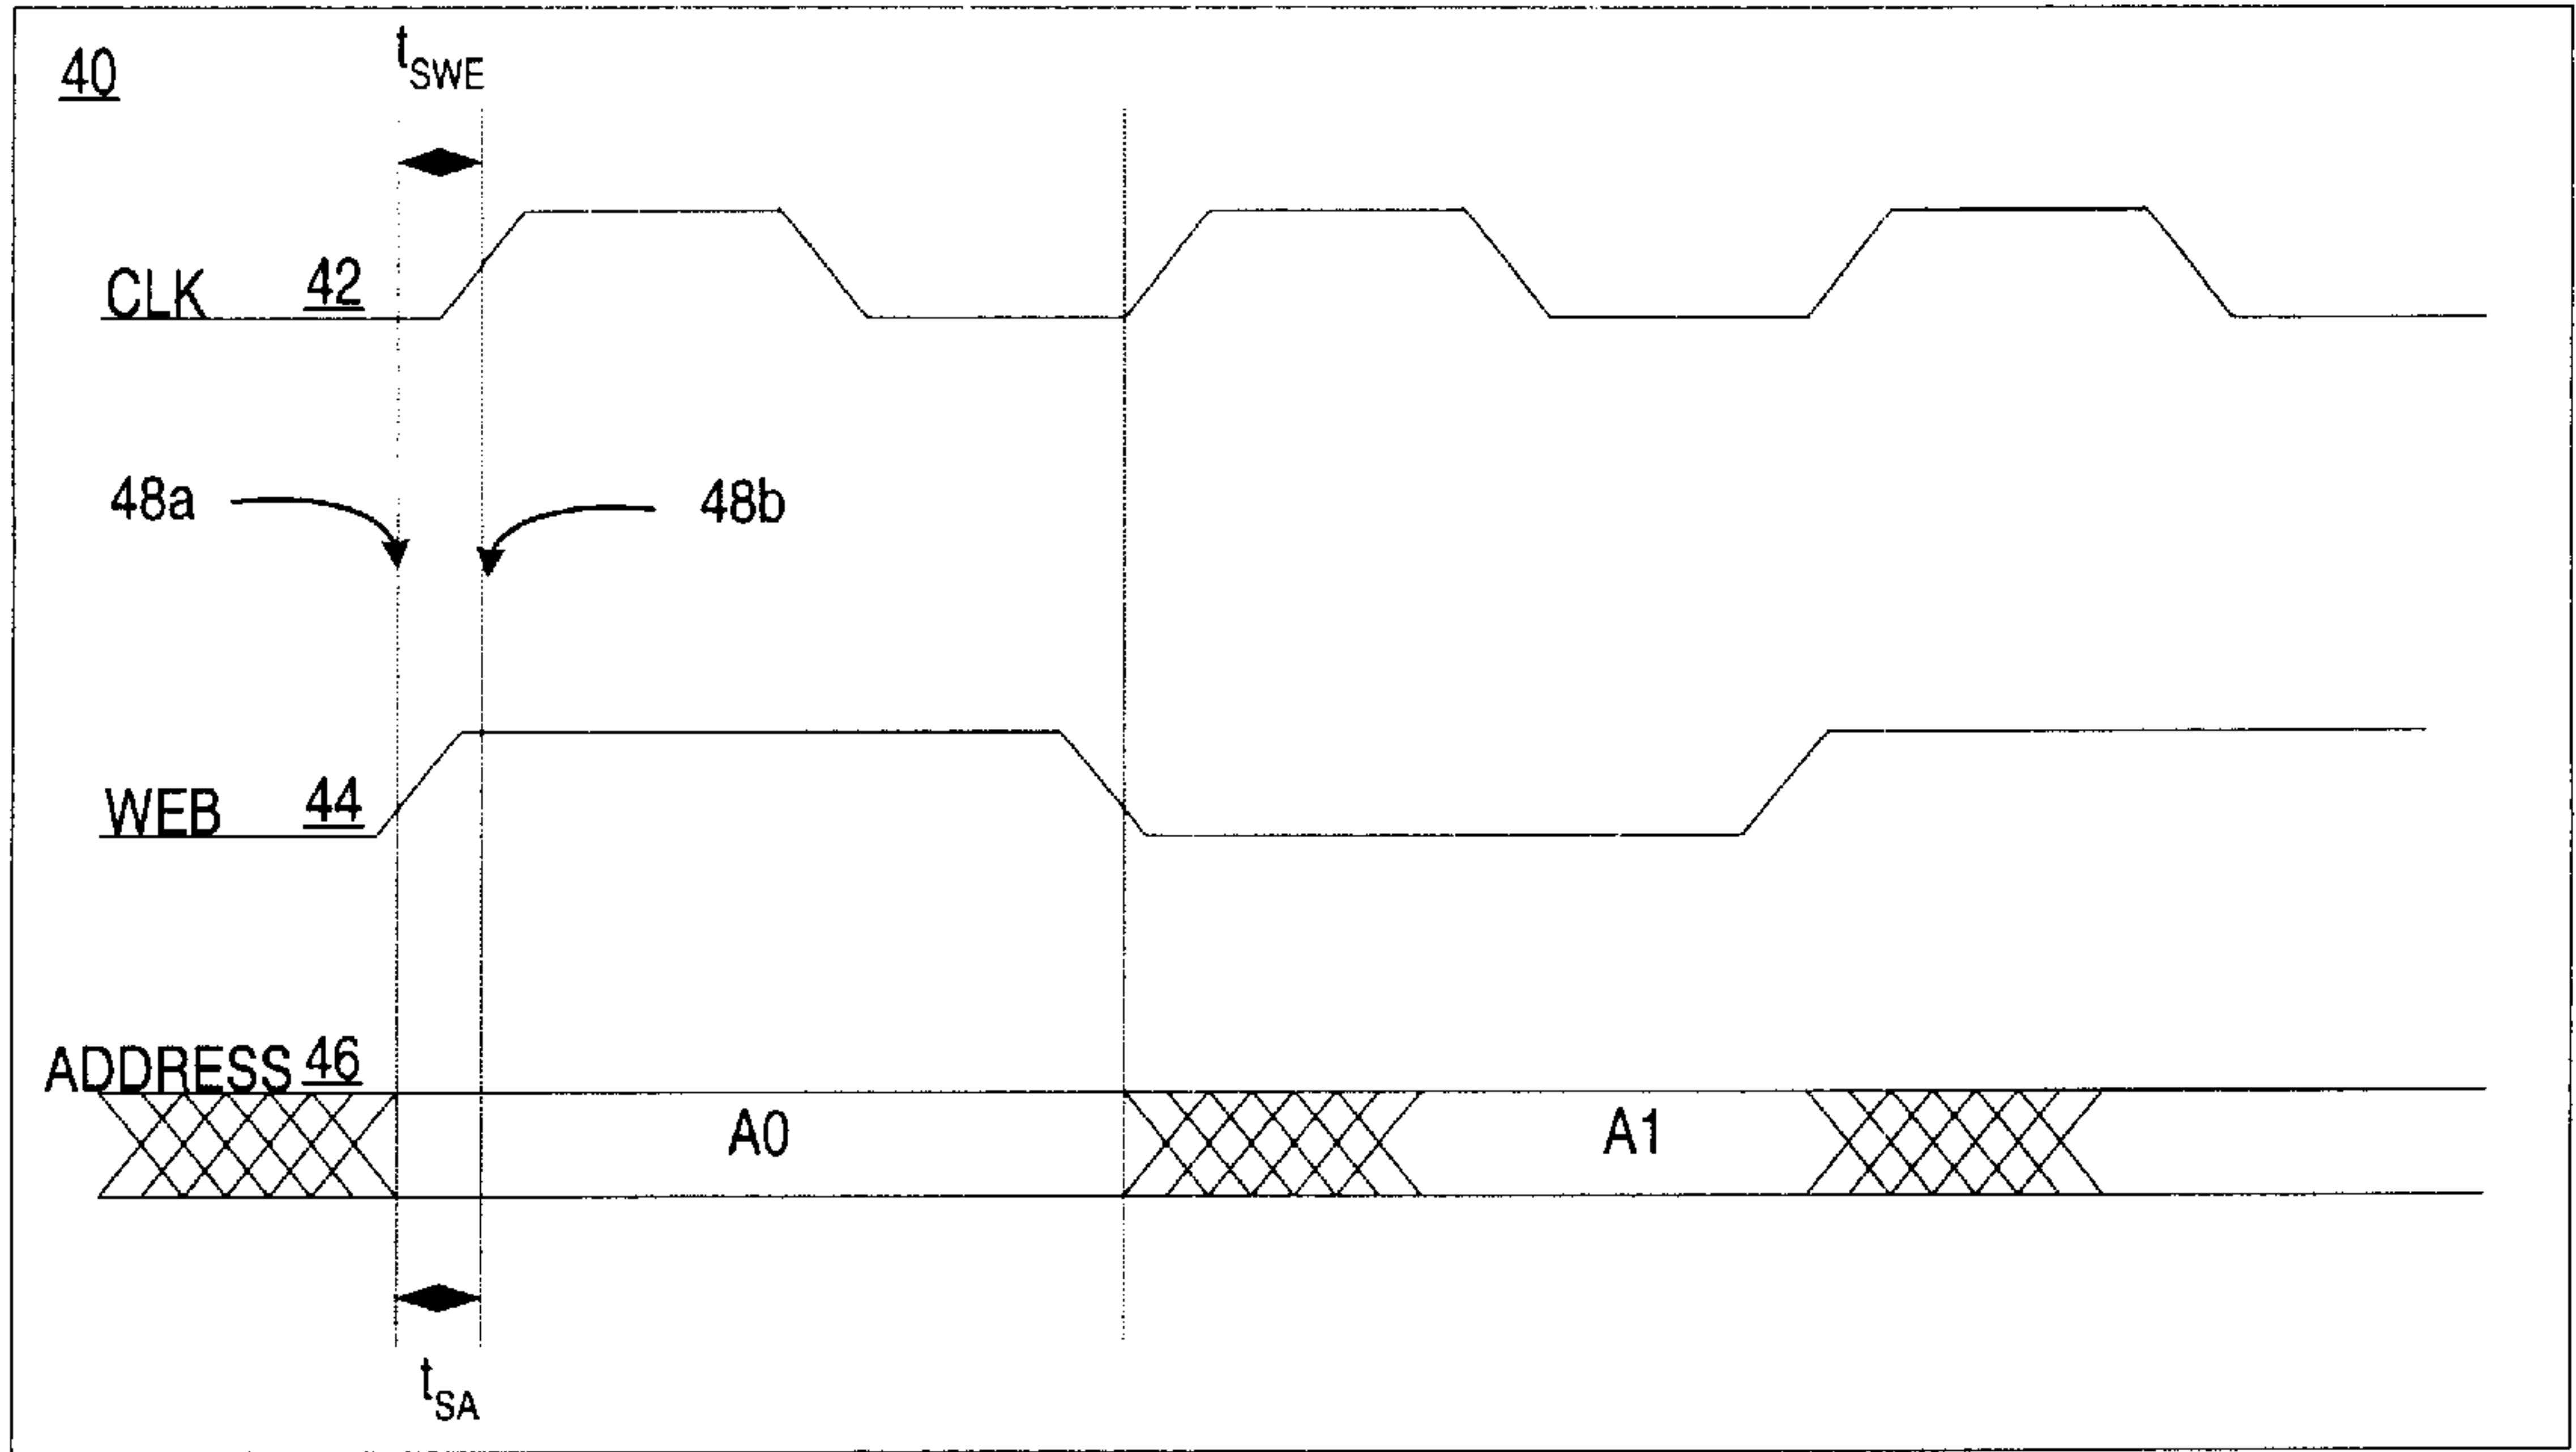 40
tSWE
CLK 42
48a 48b
WEB 44
ADDRESS 46
A0 A1
tSA